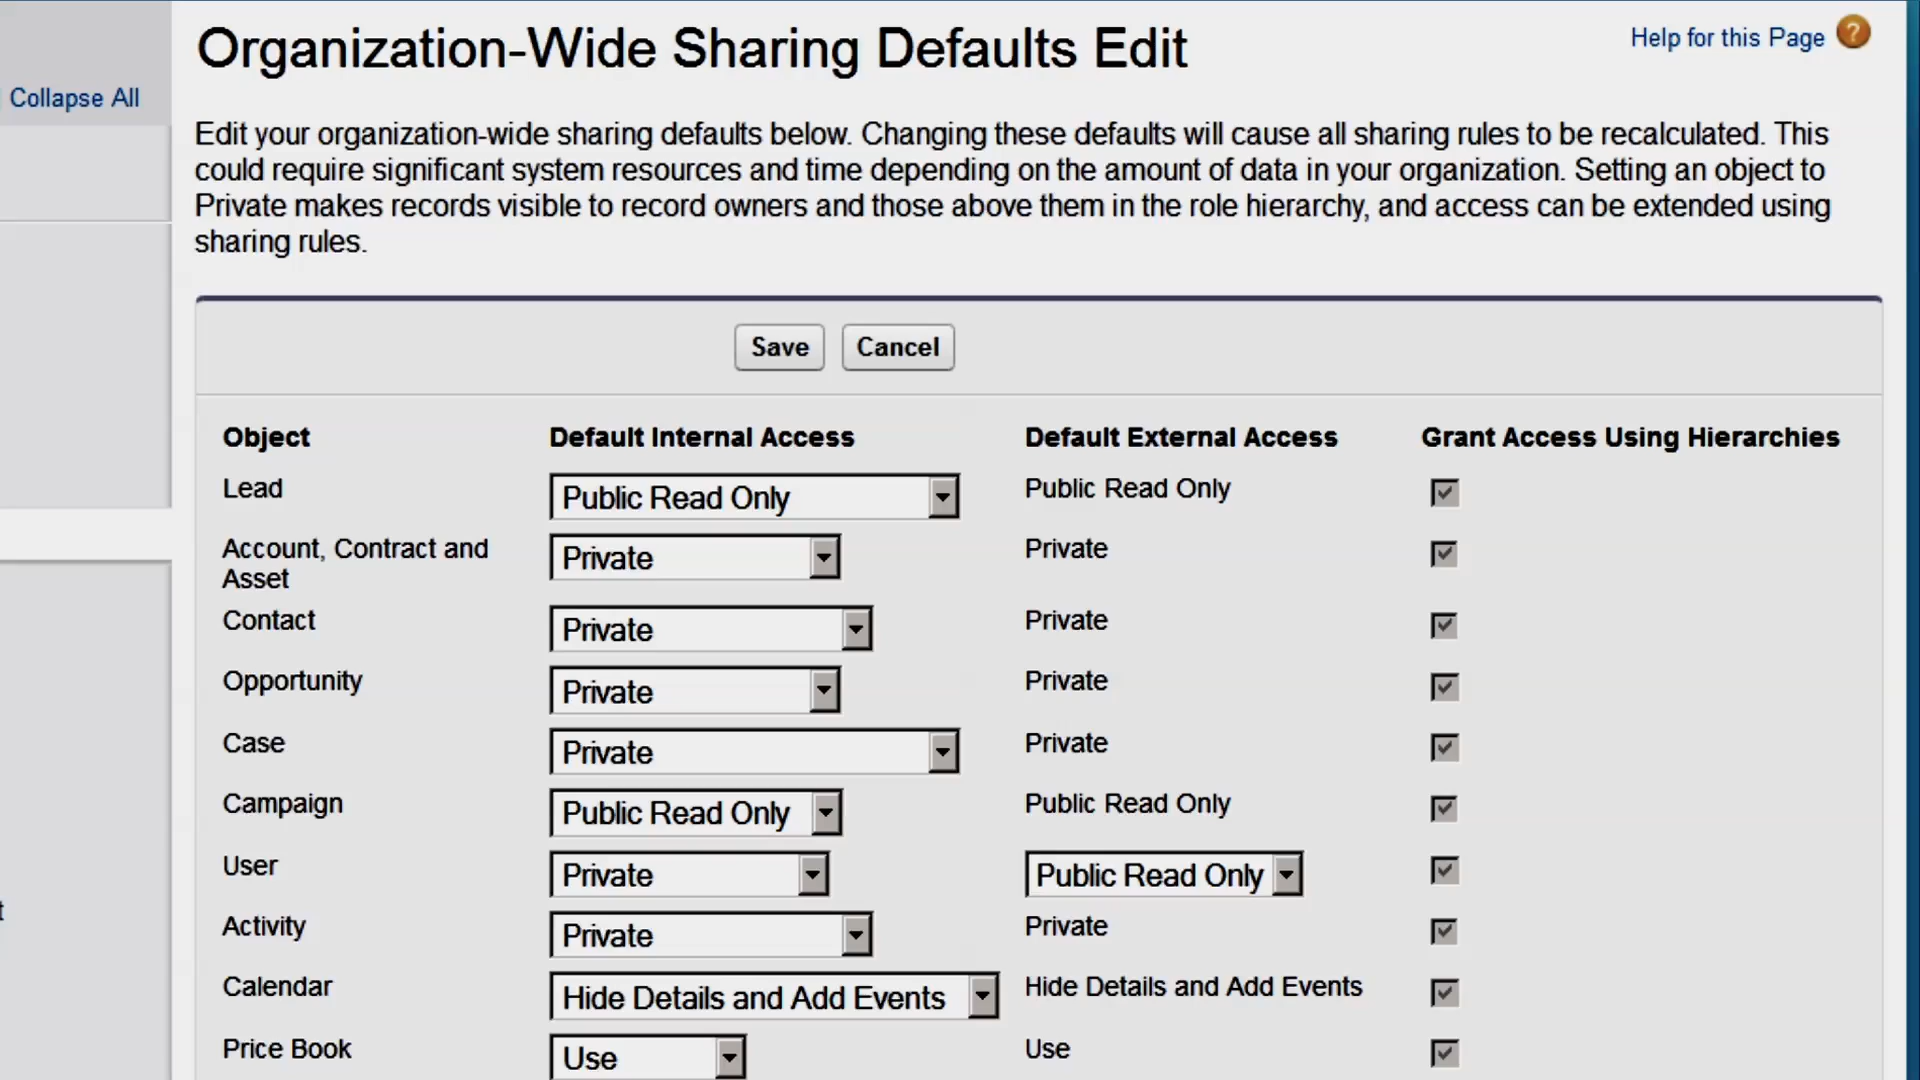 Organization-Wide Sharing Defaults Edit
Help for this Page ?
Collapse All
Edit your organization-wide sharing defaults below. Changing these defaults will cause all sharing rules to be recalculated. This
could require significant system resources and time depending on the amount of data in your organization. Setting an object to
Private makes records visible to record owners and those above them in the role hierarchy, and access can be extended using
sharing rules.
Save Cancel
Object Default Internal Access Default External Access Grant Access Using Hierarchies
Lead Public Read Only Public Read Only
Account, Contract and
Asset Private Private
Contact Private Private
Opportunity Private Private
Case Private Private
Campaign Public Read Only Public Read Only
User Private Public Read Only
Activity Private Private
Calendar Hide Details and Add Events Hide Details and Add Events
Price Book Use Use